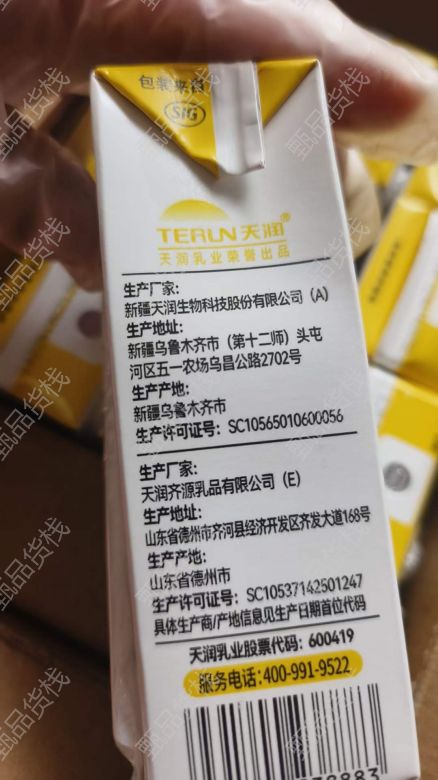 包装来自
SIG
TERUN天润®
天润乳业荣誉出品
生产厂家:
新疆天润生物科技股份有限公司（A）
生产地址:
新疆乌鲁木齐市（第十二师）头屯
河区五一农场乌昌公路2702号
生产产地:
新疆乌鲁木齐市
生产许可证号: SC10565010600056
生产厂家:
天润齐源乳品有限公司（E）
生产地址:
山东省德州市齐河县经济开发区齐发大道168号
生产产地:
山东省德州市
生产许可证号: SC10537142501247
具体生产商/产地信息见生产日期首位代码
天润乳业股票代码: 600419
服务电话:400-991-9522
甄品货栈